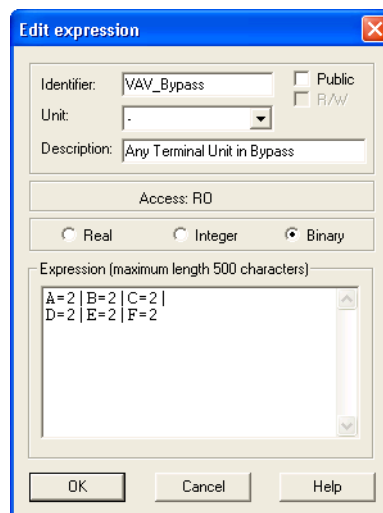 Edit expression
Identifier: VAV_Bypass Public
R/W
Unit: -
Description: Any Terminal Unit in Bypass
Access: RO
Real Integer Binary
Expression (maximum length 500 characters)
A=2|B=2|C=2|
D=2|E=2|F=2
OK Cancel Help